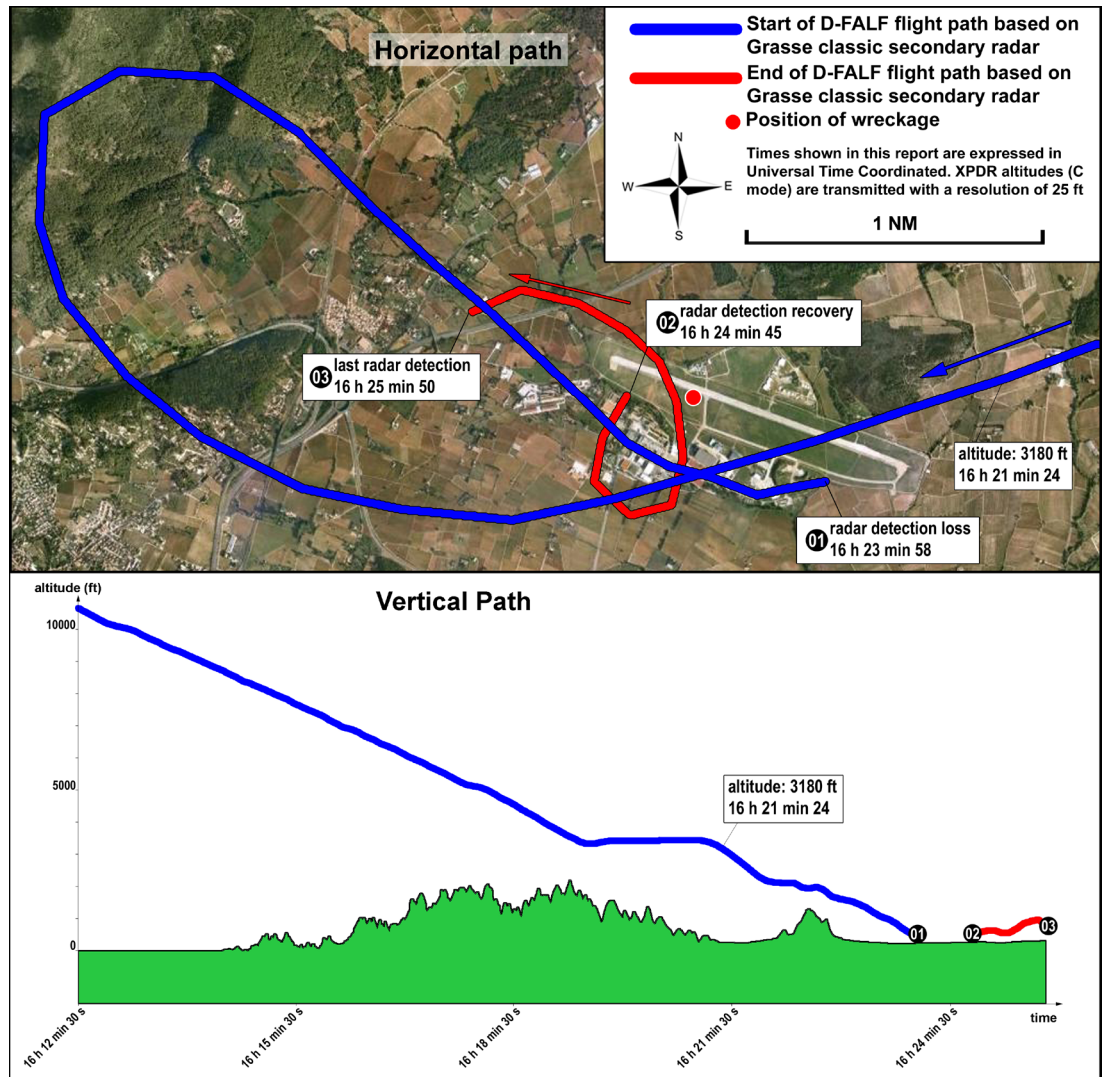 Horizontal path
Start of D-FALF flight path based on
Grasse classic secondary radar
End of D-FALF flight path based on
Grasse classic secondary radar
Position of wreckage
Times shown in this report are expressed in
Universal Time Coordinated. XPDR altitudes (C
mode) are transmitted with a resolution of 25 ft
N
W E
S
1 NM
02 radar detection recovery
16 h 24 min 45
03 last radar detection
16 h 25 min 50
altitude: 3180 ft
16 h 21 min 24
01 radar detection loss
16 h 23 min 58
altitude (ft)
Vertical Path
10000
5000
0
altitude: 3180 ft
16 h 21 min 24
01
02
03
16 h 12 min 30 s
16 h 15 min 30 s
16 h 18 min 30 s
16 h 21 min 30 s
16 h 24 min 30 s
time